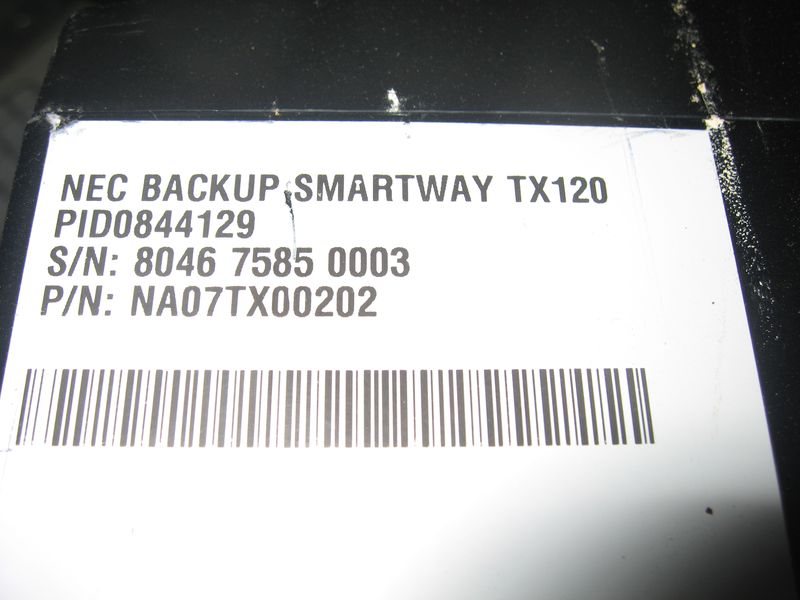 NEC BACKUP SMARTWAY TX120
PID0844129
S/N: 8046 7585 0003
P/N: NA07TX00202